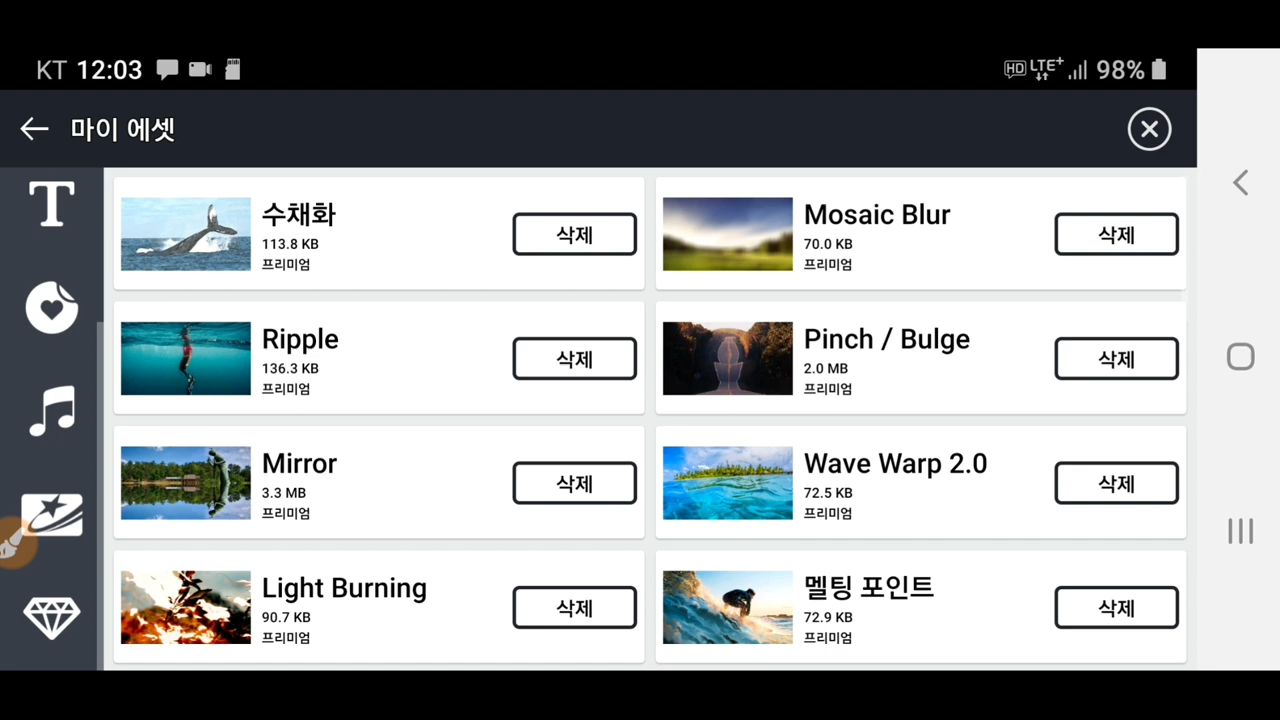 KT 12:03
HD LTE+ 98%
마이 에셋
T
수채화
113.8 KB
프리미엄
삭제
Mosaic Blur
70.0 KB
프리미엄
삭제
Ripple
136.3 KB
프리미엄
삭제
Pinch / Bulge
2.0 MB
프리미엄
삭제
Mirror
3.3 MB
프리미엄
삭제
Wave Warp 2.0
72.5 KB
프리미엄
삭제
Light Burning
90.7 KB
프리미엄
삭제
멜팅 포인트
72.9 KB
프리미엄
삭제